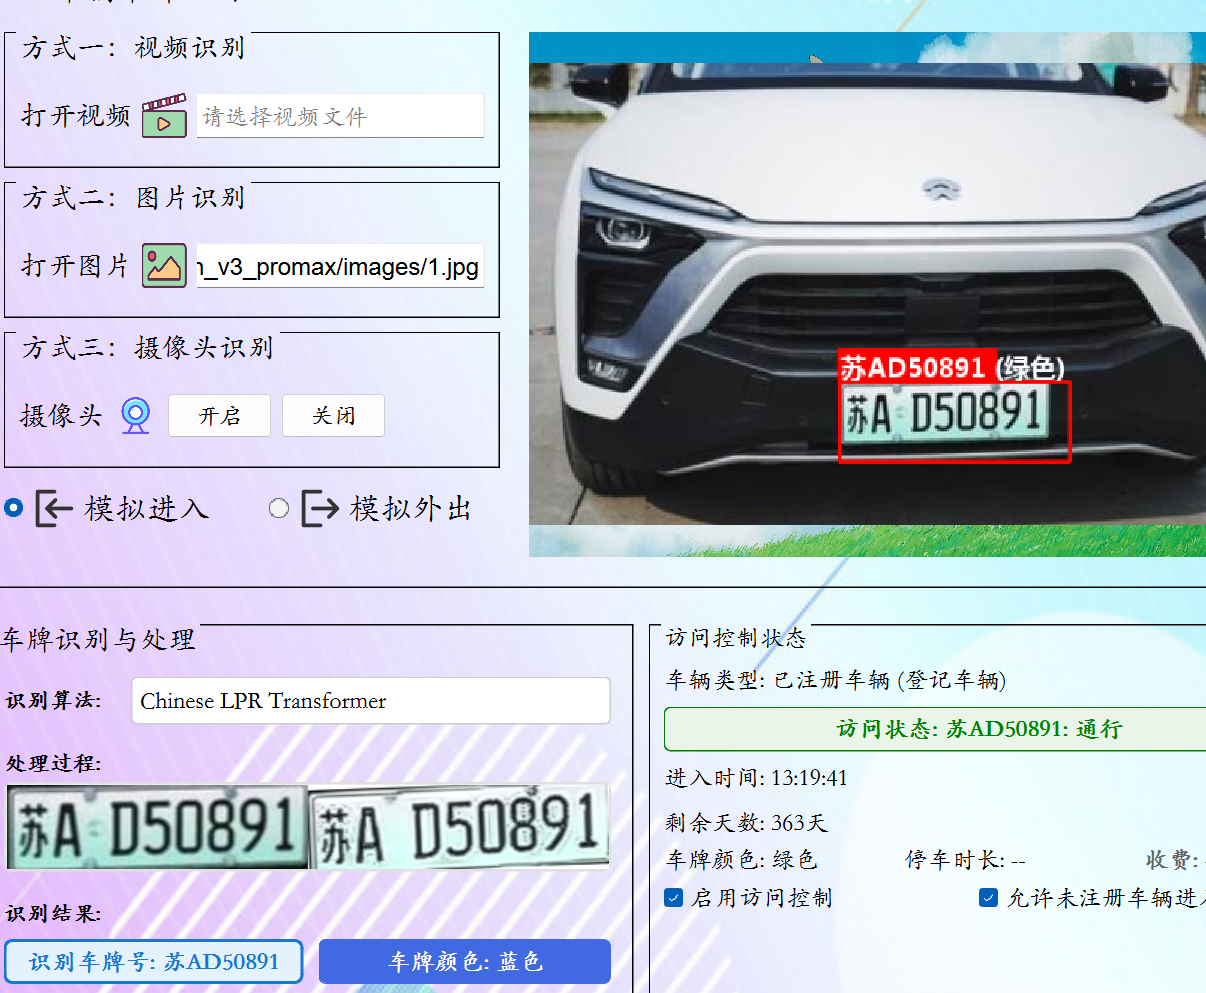 方式一：视频识别
打开视频
请选择视频文件
方式二：图片识别
打开图片
n_v3_promax/images/1.jpg
方式三：摄像头识别
摄像头
开启
关闭
模拟进入
模拟外出
苏AD50891 (绿色)
苏A D50891
车牌识别与处理
识别算法:
Chinese LPR Transformer
处理过程:
苏A D50891
苏A D50891
识别结果:
识别车牌号: 苏AD50891
车牌颜色: 蓝色
访问控制状态
车辆类型: 已注册车辆 (登记车辆)
访问状态: 苏AD50891: 通行
进入时间: 13:19:41
剩余天数: 363天
车牌颜色: 绿色
停车时长: --
收费:
启用访问控制
允许未注册车辆进入